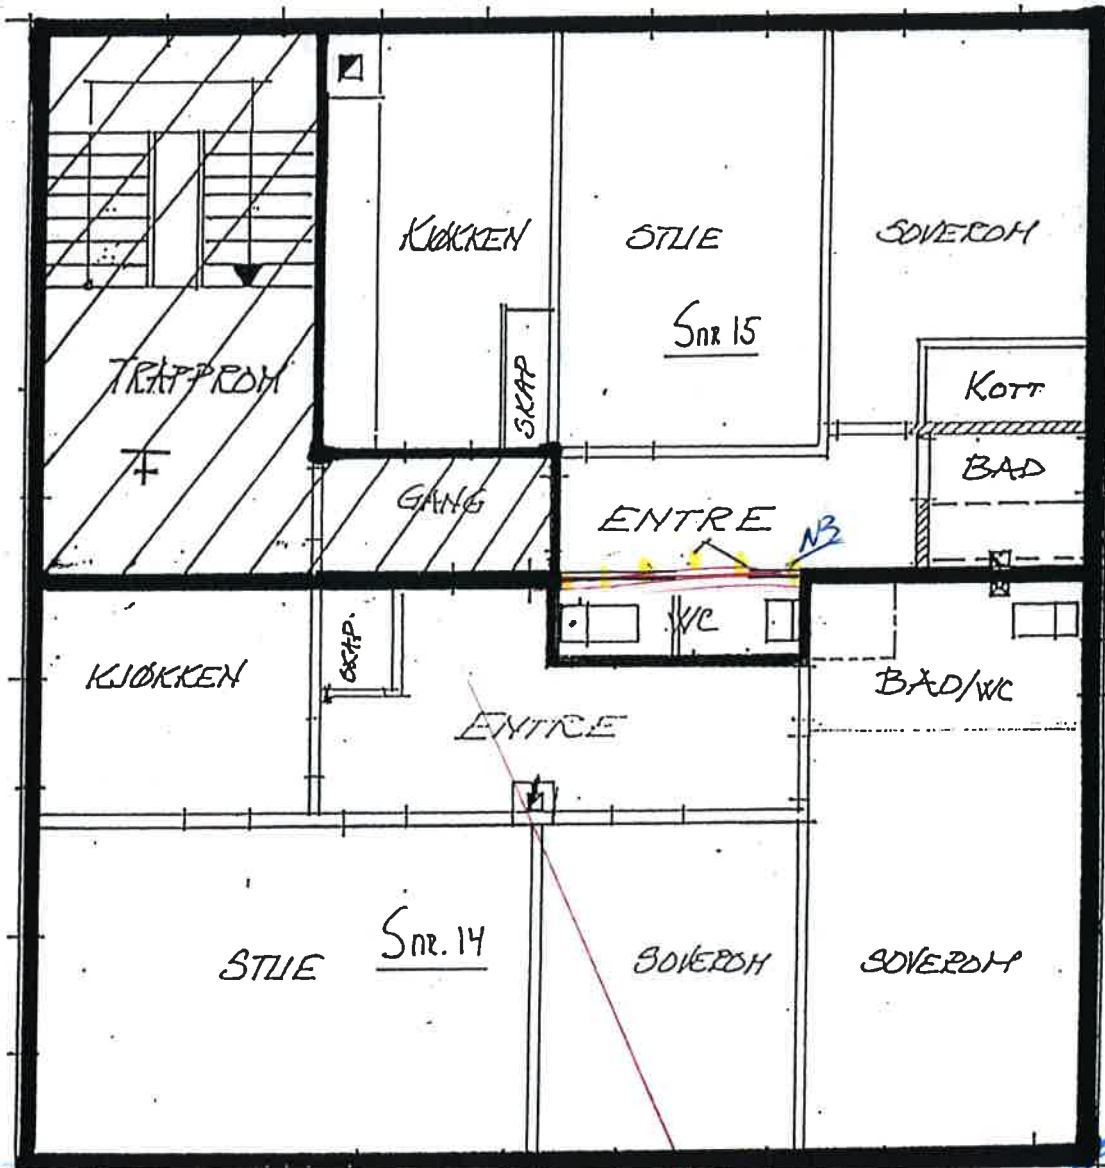 KJØKKEN
STUE
SOVEROM
Snr 15
TRAPPROM
SKAP
KOTT
BAD
GANG
ENTRE
NB
WC
SKAP.
KJØKKEN
BAD/WC
ENTRE
Snr. 14
STUE
SOVEROM
SOVEROM